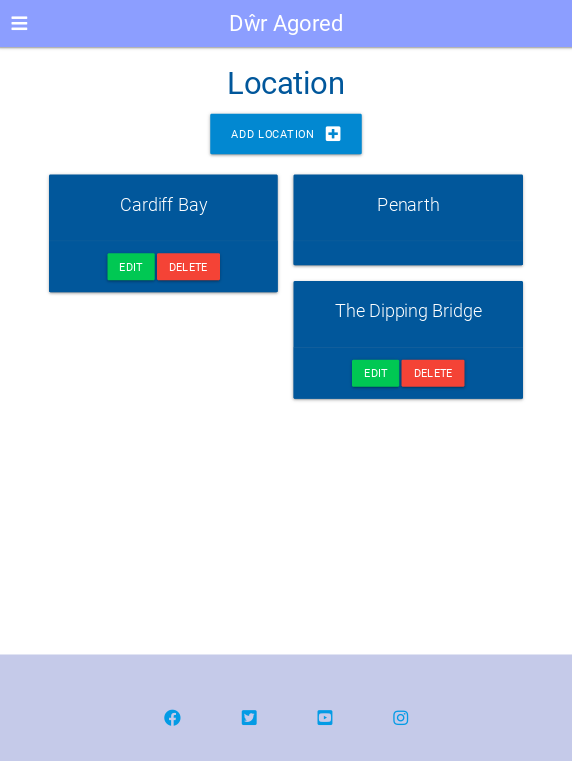 Dŵr Agored
Location
ADD LOCATION
Cardiff Bay
EDIT DELETE
Penarth
The Dipping Bridge
EDIT DELETE